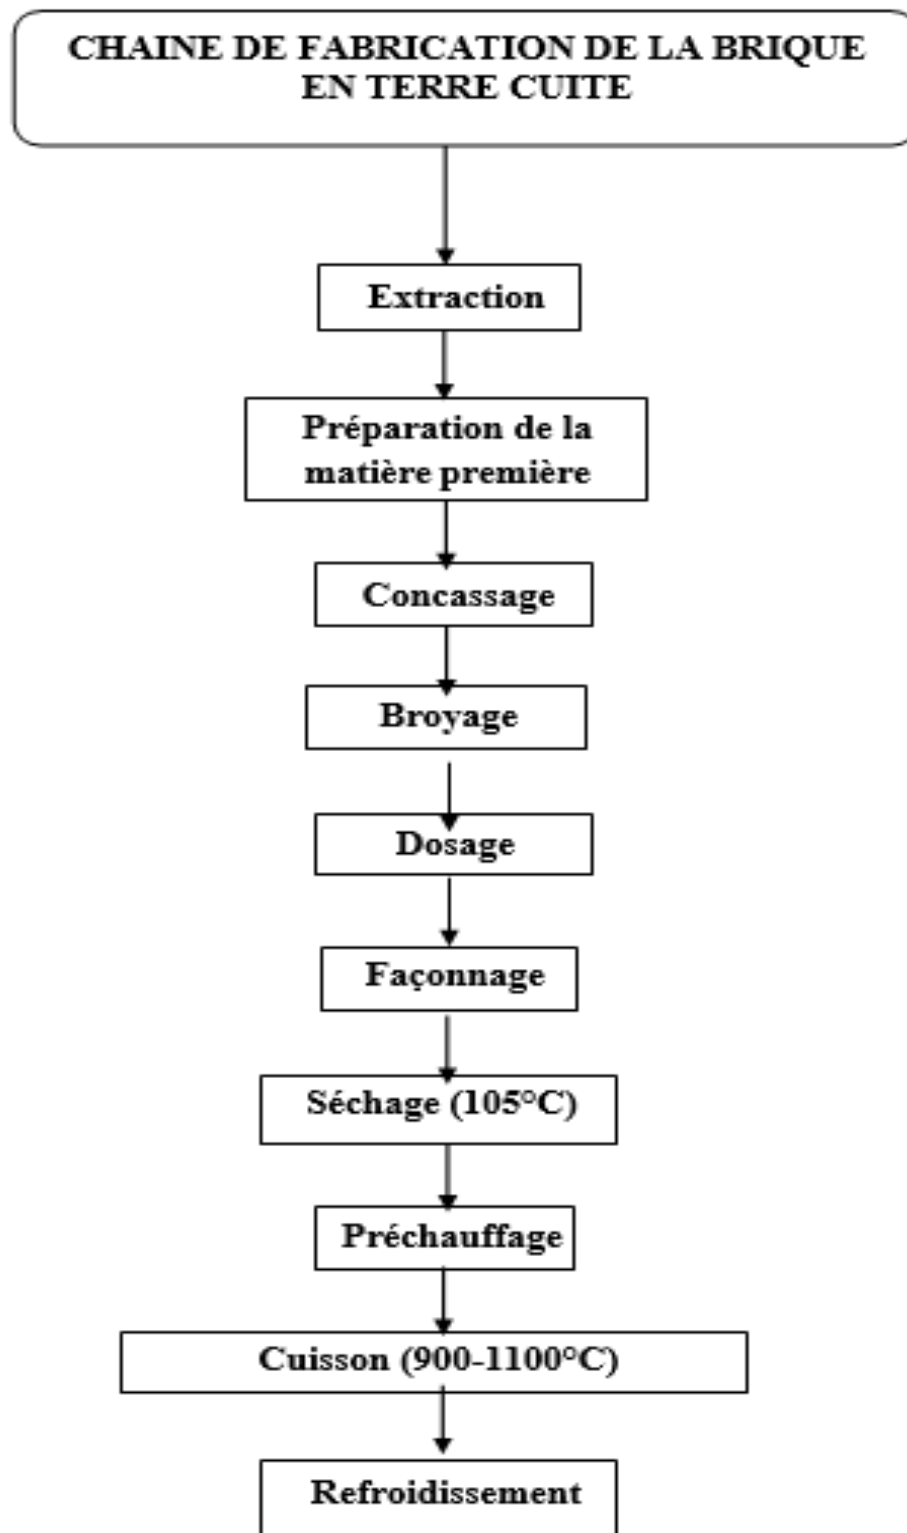 CHAINE DE FABRICATION DE LA BRIQUE
EN TERRE CUITE
Extraction
Préparation de la
matière première
Concassage
Broyage
Dosage
Façonnage
Séchage (105°C)
Préchauffage
Cuisson (900-1100°C)
Refroidissement